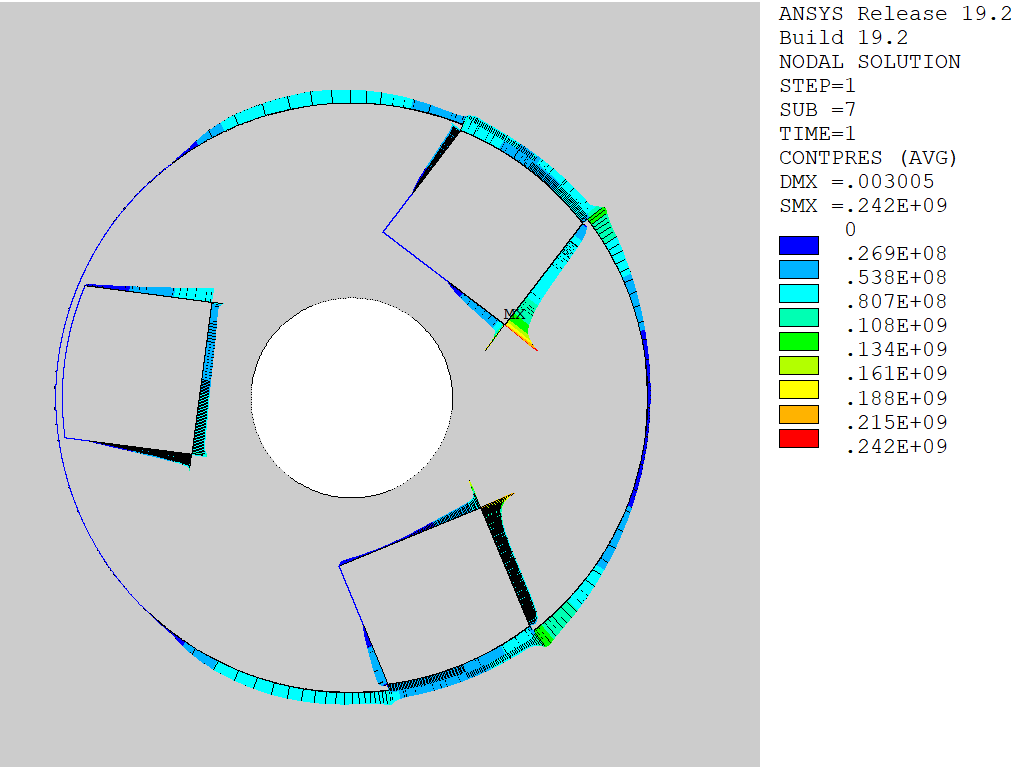 ANSYS Release 19.2
Build 19.2
NODAL SOLUTION
STEP=1
SUB =7
TIME=1
CONTPRES (AVG)
DMX =.003005
SMX =.242E+09
0
.269E+08
.538E+08
.807E+08
.108E+09
.134E+09
.161E+09
.188E+09
.215E+09
.242E+09
MX